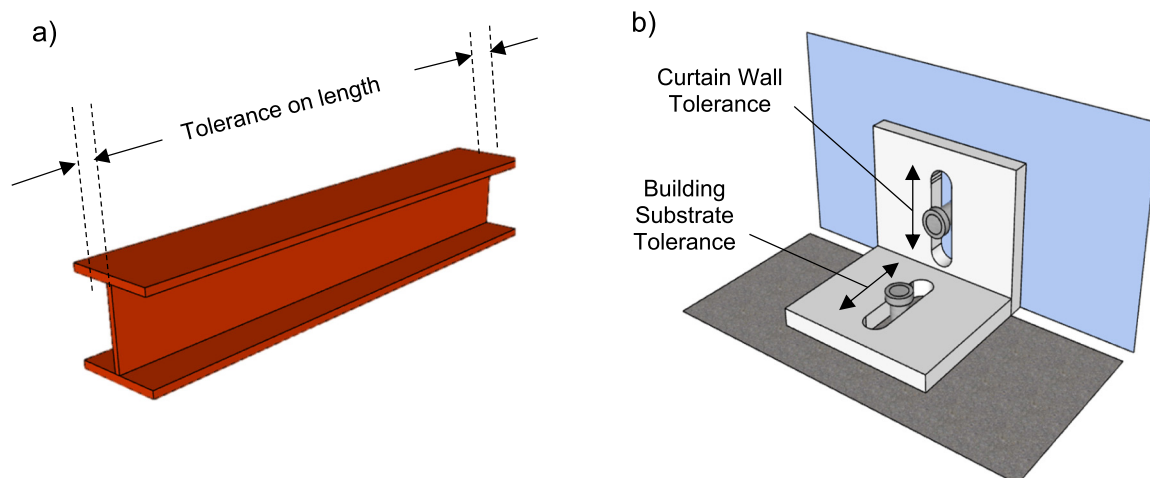 a)
Tolerance on length
b)
Curtain Wall
Tolerance
Building
Substrate
Tolerance